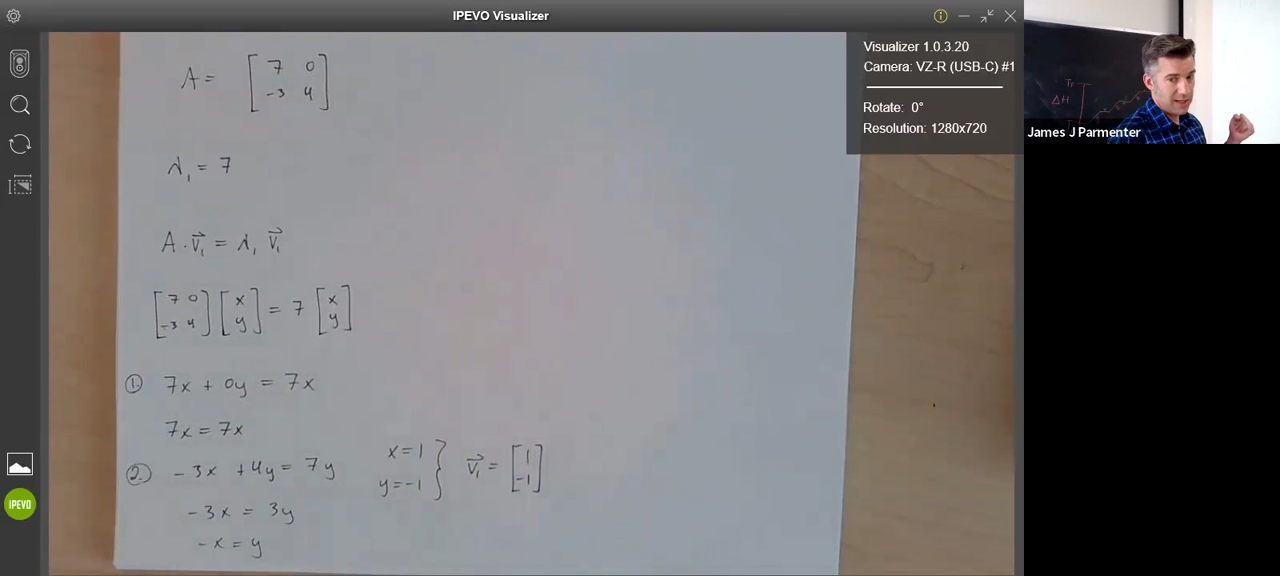 IPEVO Visualizer
Visualizer 1.0.3.20
Camera: VZ-R (USB-C) #1
Rotate: 0°
Resolution: 1280x720
James J Parmenter
Tf
ΔH
A = [7 0; -3 4]
λ₁ = 7
A · v⃗₁ = λ₁ v⃗₁
[7 0; -3 4] [x; y] = 7 [x; y]
① 7x + 0y = 7x
7x = 7x
② -3x + 4y = 7y
-3x = 3y
-x = y
x = 1
y = -1 } v⃗₁ = [1; -1]
IPEVO